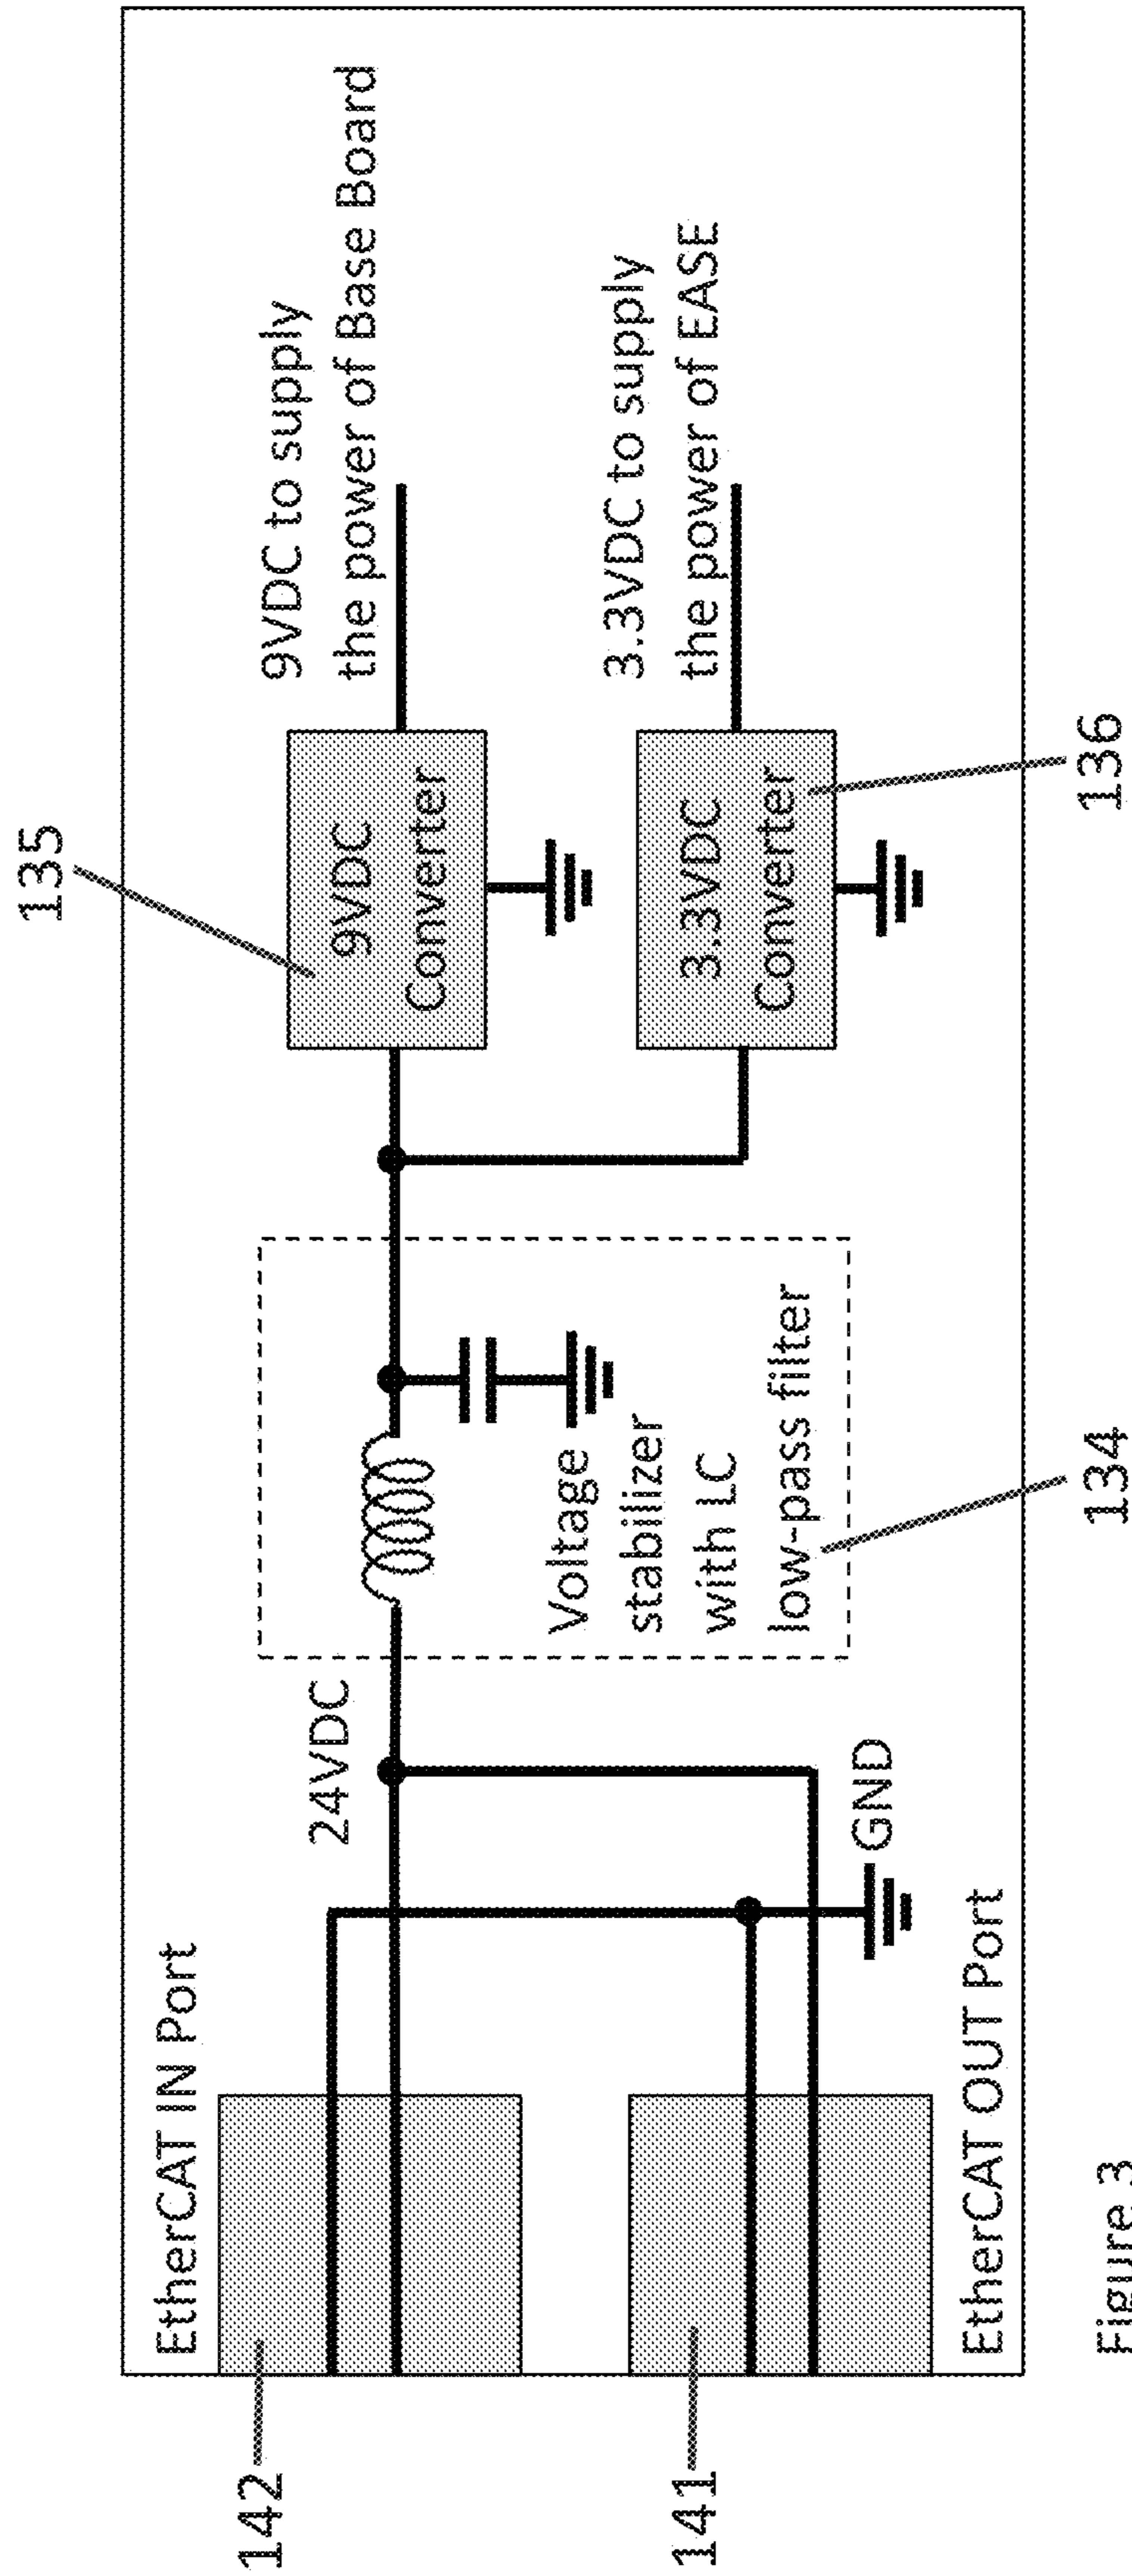 135
EtherCAT IN Port
142
24VDC
9VDC
Converter
9VDC to supply
the power of Base Board
Voltage
stabilizer
with LC
low-pass filter
3.3VDC
Converter
3.3VDC to supply
the power of EASE
141
GND
EtherCAT OUT Port
134
136
Figure 3